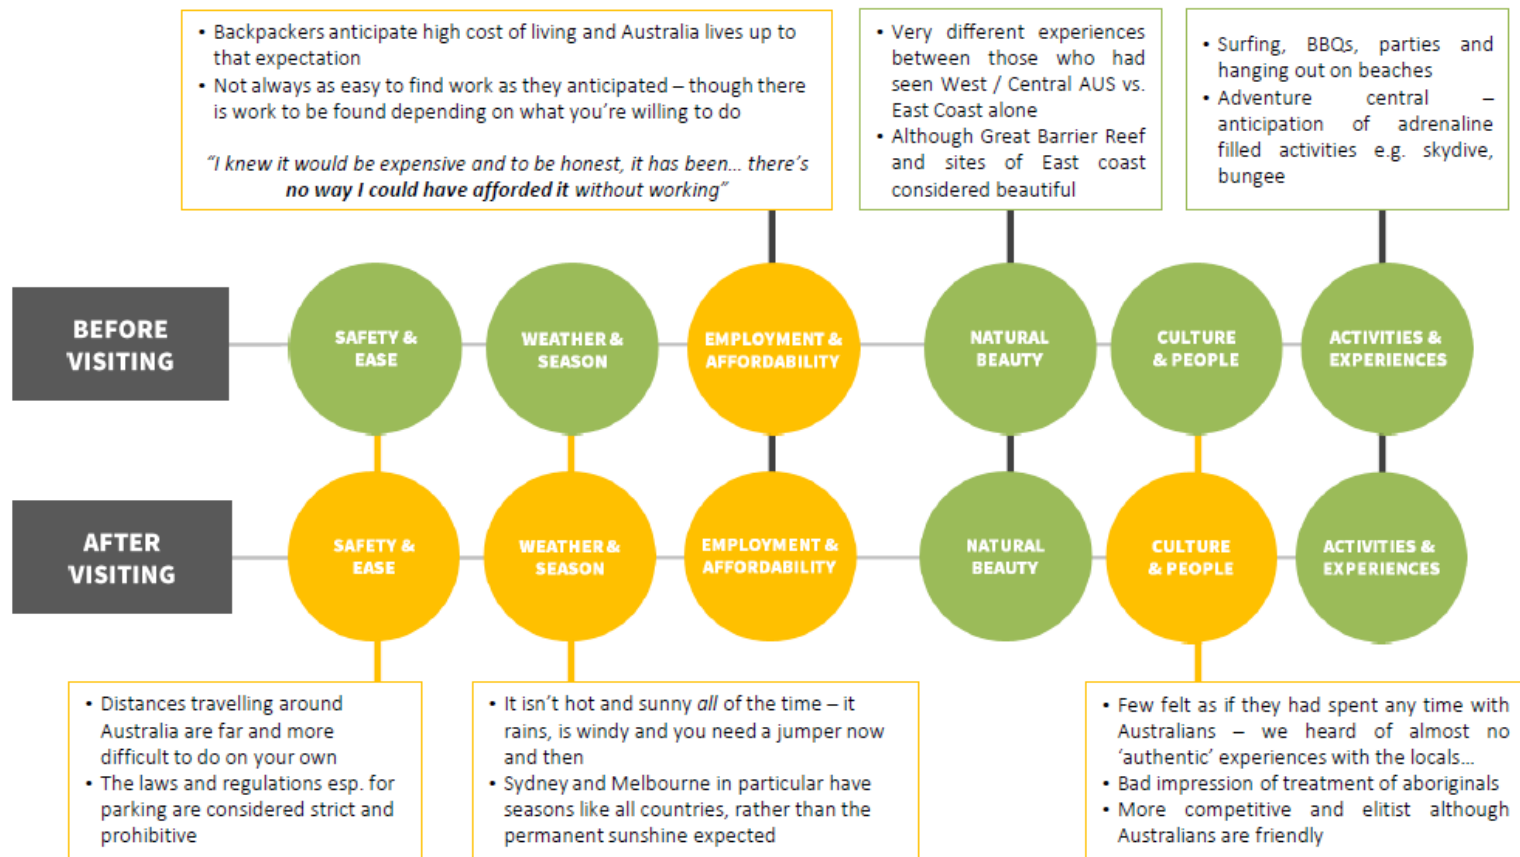 • Backpackers anticipate high cost of living and Australia lives up to
that expectation
• Not always as easy to find work as they anticipated – though there
is work to be found depending on what you're willing to do
“I knew it would be expensive and to be honest, it has been… there's
no way I could have afforded it without working”
• Very different experiences
between those who had
seen West / Central AUS vs.
East Coast alone
• Although Great Barrier Reef
and sites of East coast
considered beautiful
• Surfing, BBQs, parties and
hanging out on beaches
• Adventure central –
anticipation of adrenaline
filled activities e.g. skydive,
bungee
BEFORE
VISITING
SAFETY &
EASE
WEATHER &
SEASON
EMPLOYMENT &
AFFORDABILITY
NATURAL
BEAUTY
CULTURE
& PEOPLE
ACTIVITIES &
EXPERIENCES
AFTER
VISITING
SAFETY &
EASE
WEATHER &
SEASON
EMPLOYMENT &
AFFORDABILITY
NATURAL
BEAUTY
CULTURE
& PEOPLE
ACTIVITIES &
EXPERIENCES
• Distances travelling around
Australia are far and more
difficult to do on your own
• The laws and regulations esp. for
parking are considered strict and
prohibitive
• It isn't hot and sunny all of the time – it
rains, is windy and you need a jumper now
and then
• Sydney and Melbourne in particular have
seasons like all countries, rather than the
permanent sunshine expected
• Few felt as if they had spent any time with
Australians – we heard of almost no
‘authentic’ experiences with the locals…
• Bad impression of treatment of aboriginals
• More competitive and elitist although
Australians are friendly